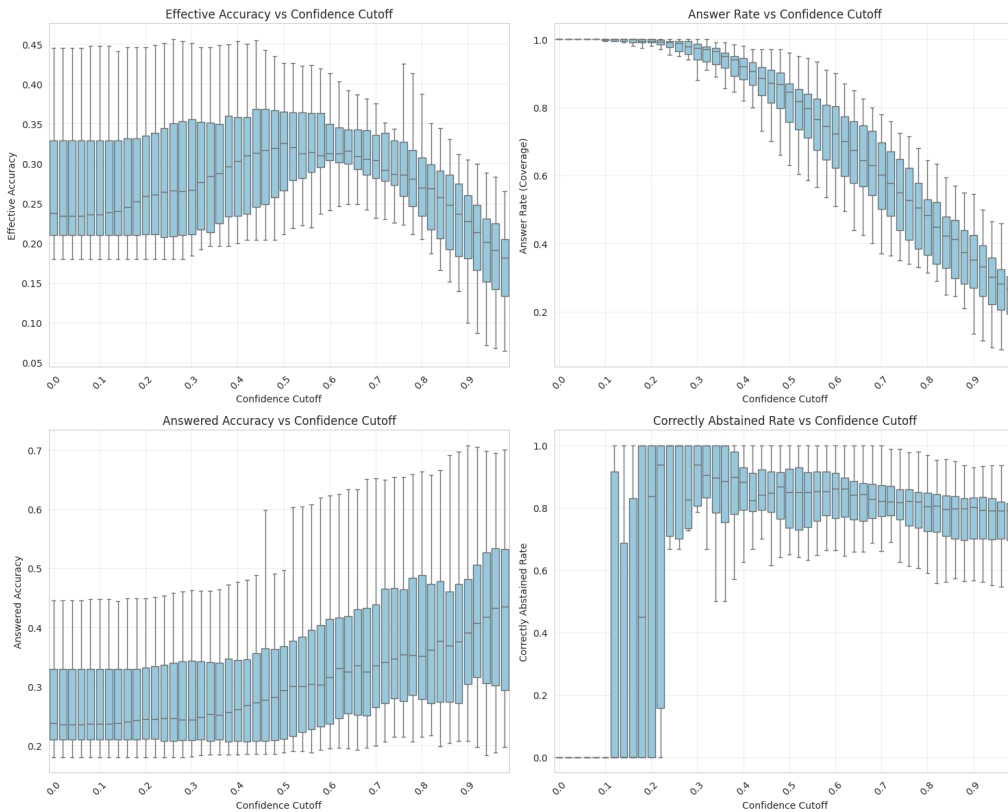 Effective Accuracy vs Confidence Cutoff
0.45
0.40
0.35
0.30
0.25
0.20
0.15
0.10
0.05
Effective Accuracy
0.0 0.1 0.2 0.3 0.4 0.5 0.6 0.7 0.8 0.9
Confidence Cutoff
Answer Rate vs Confidence Cutoff
1.0
0.8
0.6
0.4
0.2
Answer Rate (Coverage)
0.0 0.1 0.2 0.3 0.4 0.5 0.6 0.7 0.8 0.9
Confidence Cutoff
Answered Accuracy vs Confidence Cutoff
0.7
0.6
0.5
0.4
0.3
0.2
Answered Accuracy
0.0 0.1 0.2 0.3 0.4 0.5 0.6 0.7 0.8 0.9
Confidence Cutoff
Correctly Abstained Rate vs Confidence Cutoff
1.0
0.8
0.6
0.4
0.2
0.0
Correctly Abstained Rate
0.0 0.1 0.2 0.3 0.4 0.5 0.6 0.7 0.8 0.9
Confidence Cutoff